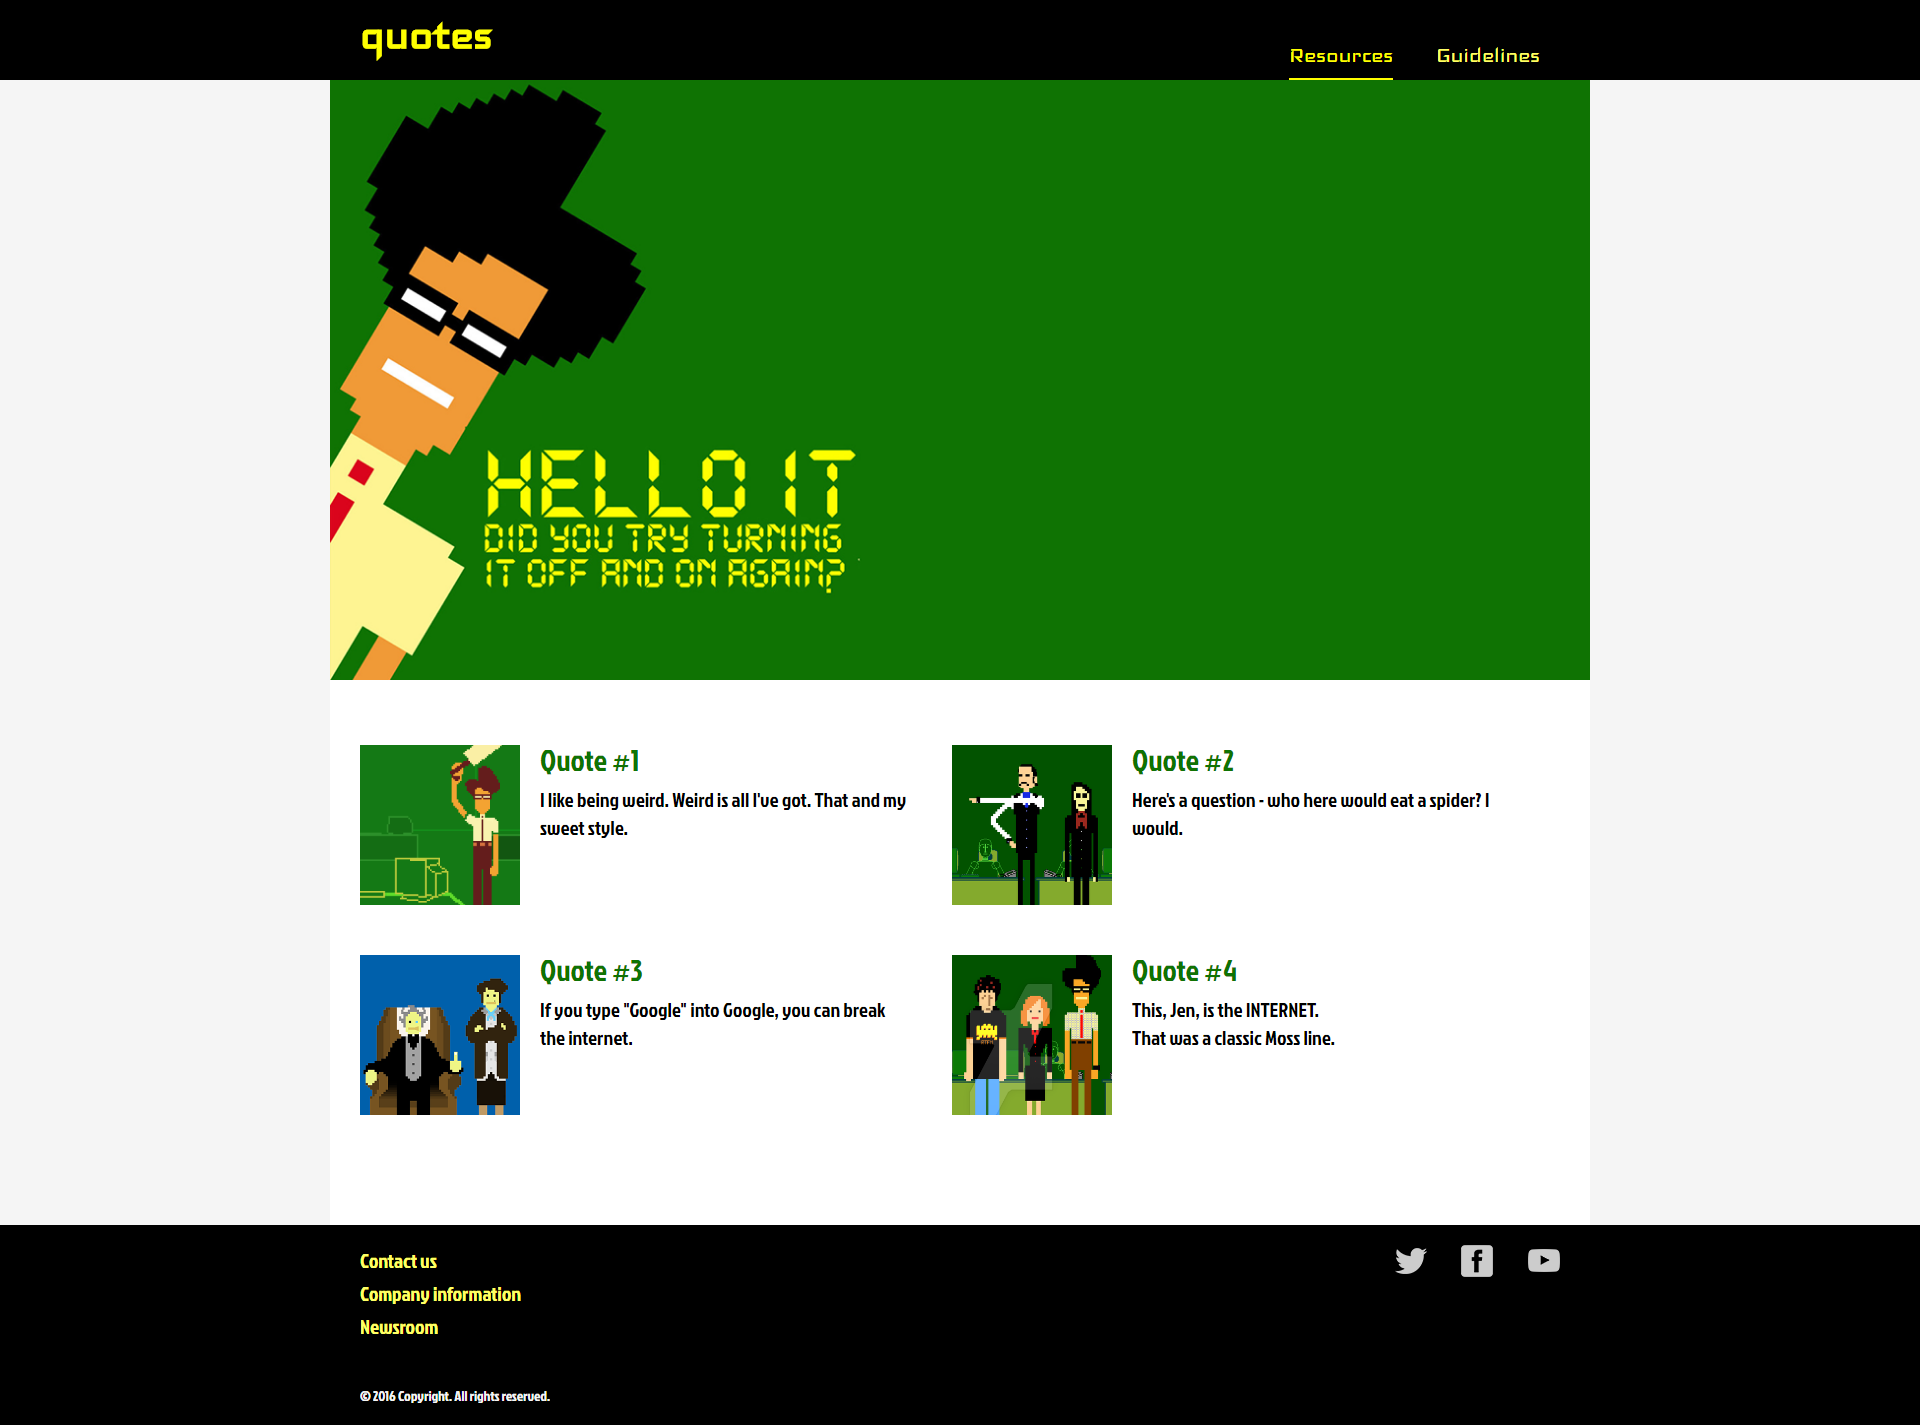 quotes
Resources
Guidelines
HELLO IT
DID YOU TRY TURNING
IT OFF AND ON AGAIN?
Quote #1
I like being weird. Weird is all I've got. That and my
sweet style.
Quote #2
Here's a question - who here would eat a spider? I
would.
Quote #3
If you type "Google" into Google, you can break
the internet.
Quote #4
This, Jen, is the INTERNET.
That was a classic Moss line.
Contact us
Company information
Newsroom
© 2016 Copyright. All rights reserved.